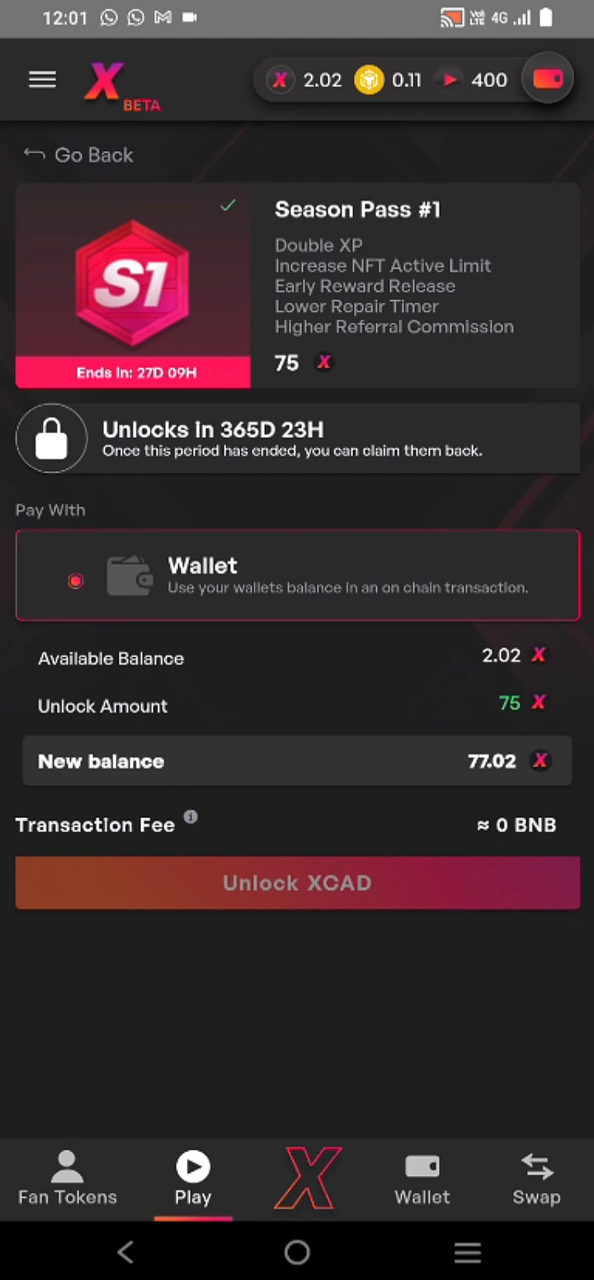 12:01
4G
X BETA
2.02
0.11
400
Go Back
Season Pass #1
Double XP
Increase NFT Active Limit
Early Reward Release
Lower Repair Timer
Higher Referral Commission
75 X
S1
Ends in: 27D 09H
Unlocks in 365D 23H
Once this period has ended, you can claim them back.
Pay With
Wallet
Use your wallets balance in an on chain transaction.
Available Balance 2.02 X
Unlock Amount 75 X
New balance 77.02 X
Transaction Fee ≈ 0 BNB
Unlock XCAD
Fan Tokens Play X Wallet Swap